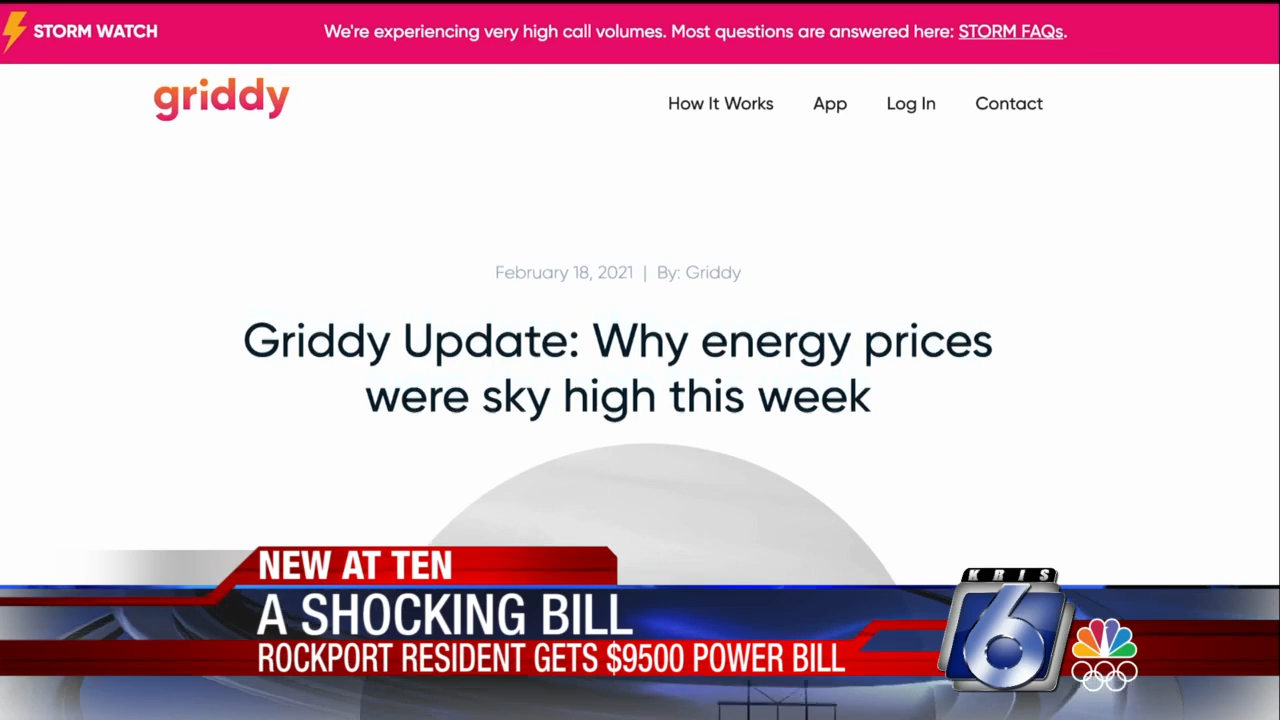 STORM WATCH
We're experiencing very high call volumes. Most questions are answered here: STORM FAQs.
griddy
How It Works App Log In Contact
February 18, 2021 | By: Griddy
Griddy Update: Why energy prices
were sky high this week
NEW AT TEN
A SHOCKING BILL
ROCKPORT RESIDENT GETS $9500 POWER BILL
KRIS
6